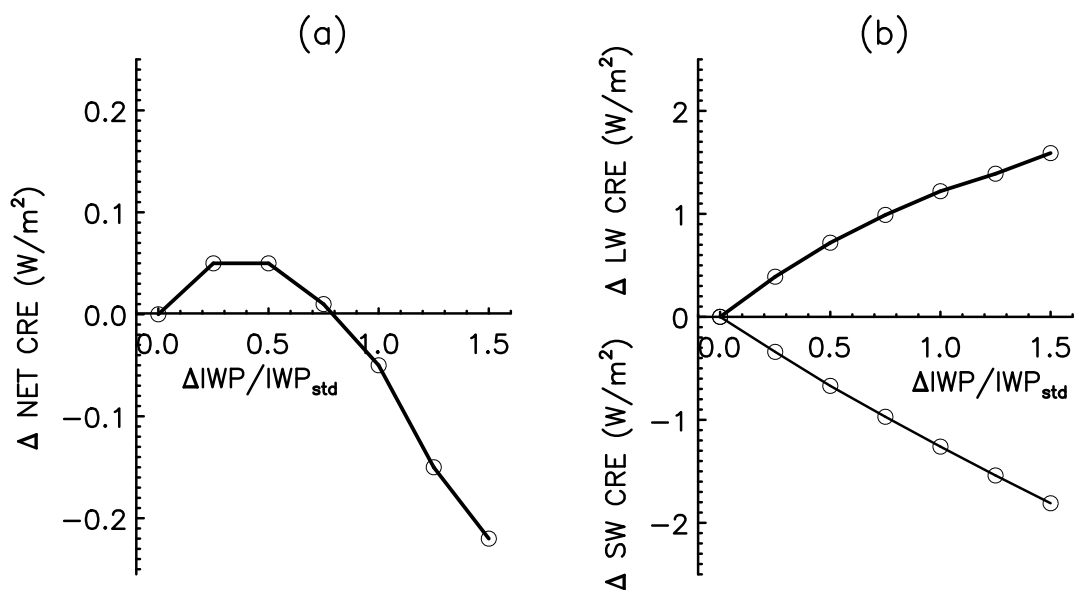 (a)
Δ NET CRE (W/m²)
0.2
0.1
0.0
−0.1
−0.2
0.0 0.5 1.0 1.5
ΔIWP/IWPstd
(b)
Δ LW CRE (W/m²)
Δ SW CRE (W/m²)
2
1
0
−1
−2
0.0 0.5 1.0 1.5
ΔIWP/IWPstd